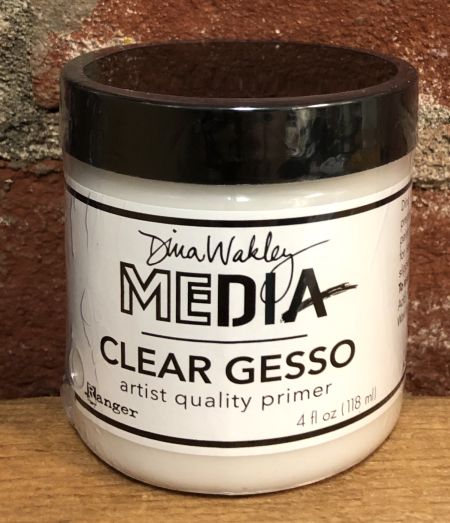 Dina Wakley
MEDIA
CLEAR GESSO
artist quality primer
4 fl oz (118 ml)
Ranger